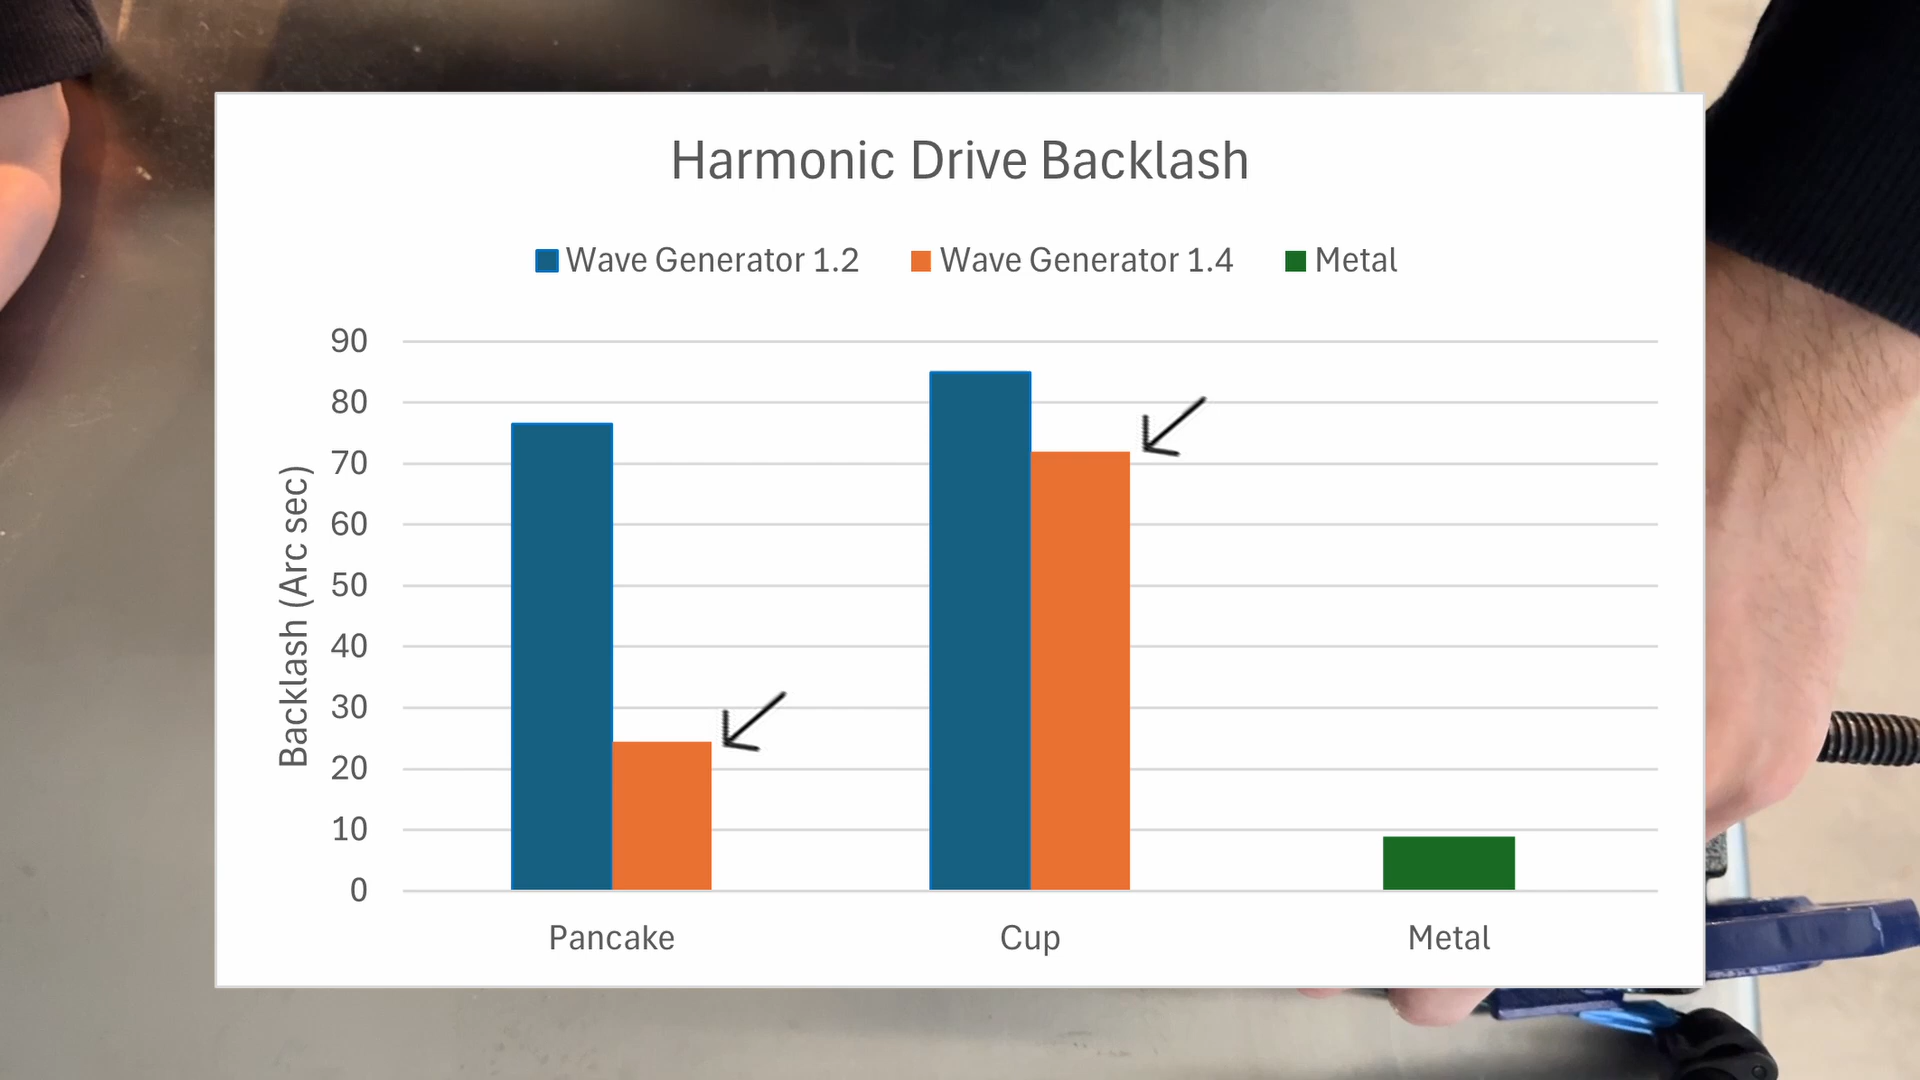 Harmonic Drive Backlash
Wave Generator 1.2 Wave Generator 1.4 Metal
90
80
70
60
50
40
30
20
10
0
Backlash (Arc sec)
Pancake Cup Metal